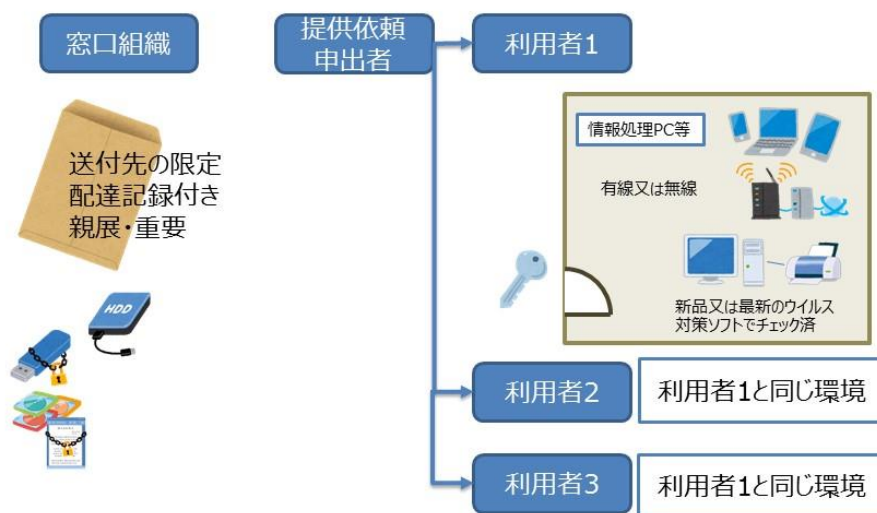 窓口組織
提供依頼
申出者
利用者1
送付先の限定
配達記録付き
親展・重要
情報処理PC等
有線又は無線
新品又は最新のウイルス
対策ソフトでチェック済
HDD
利用者2
利用者1と同じ環境
利用者3
利用者1と同じ環境